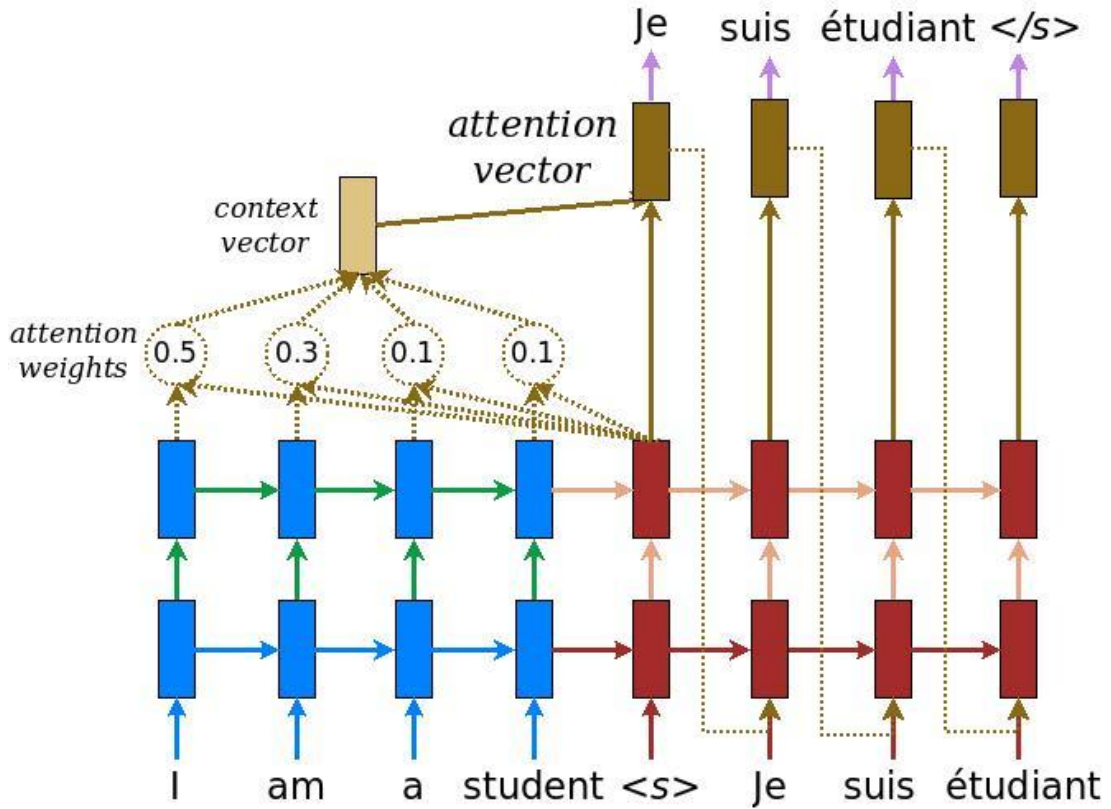 Je suis étudiant </s>
attention
vector
context
vector
attention
weights
0.5 0.3 0.1 0.1
I am a student <s> Je suis étudiant